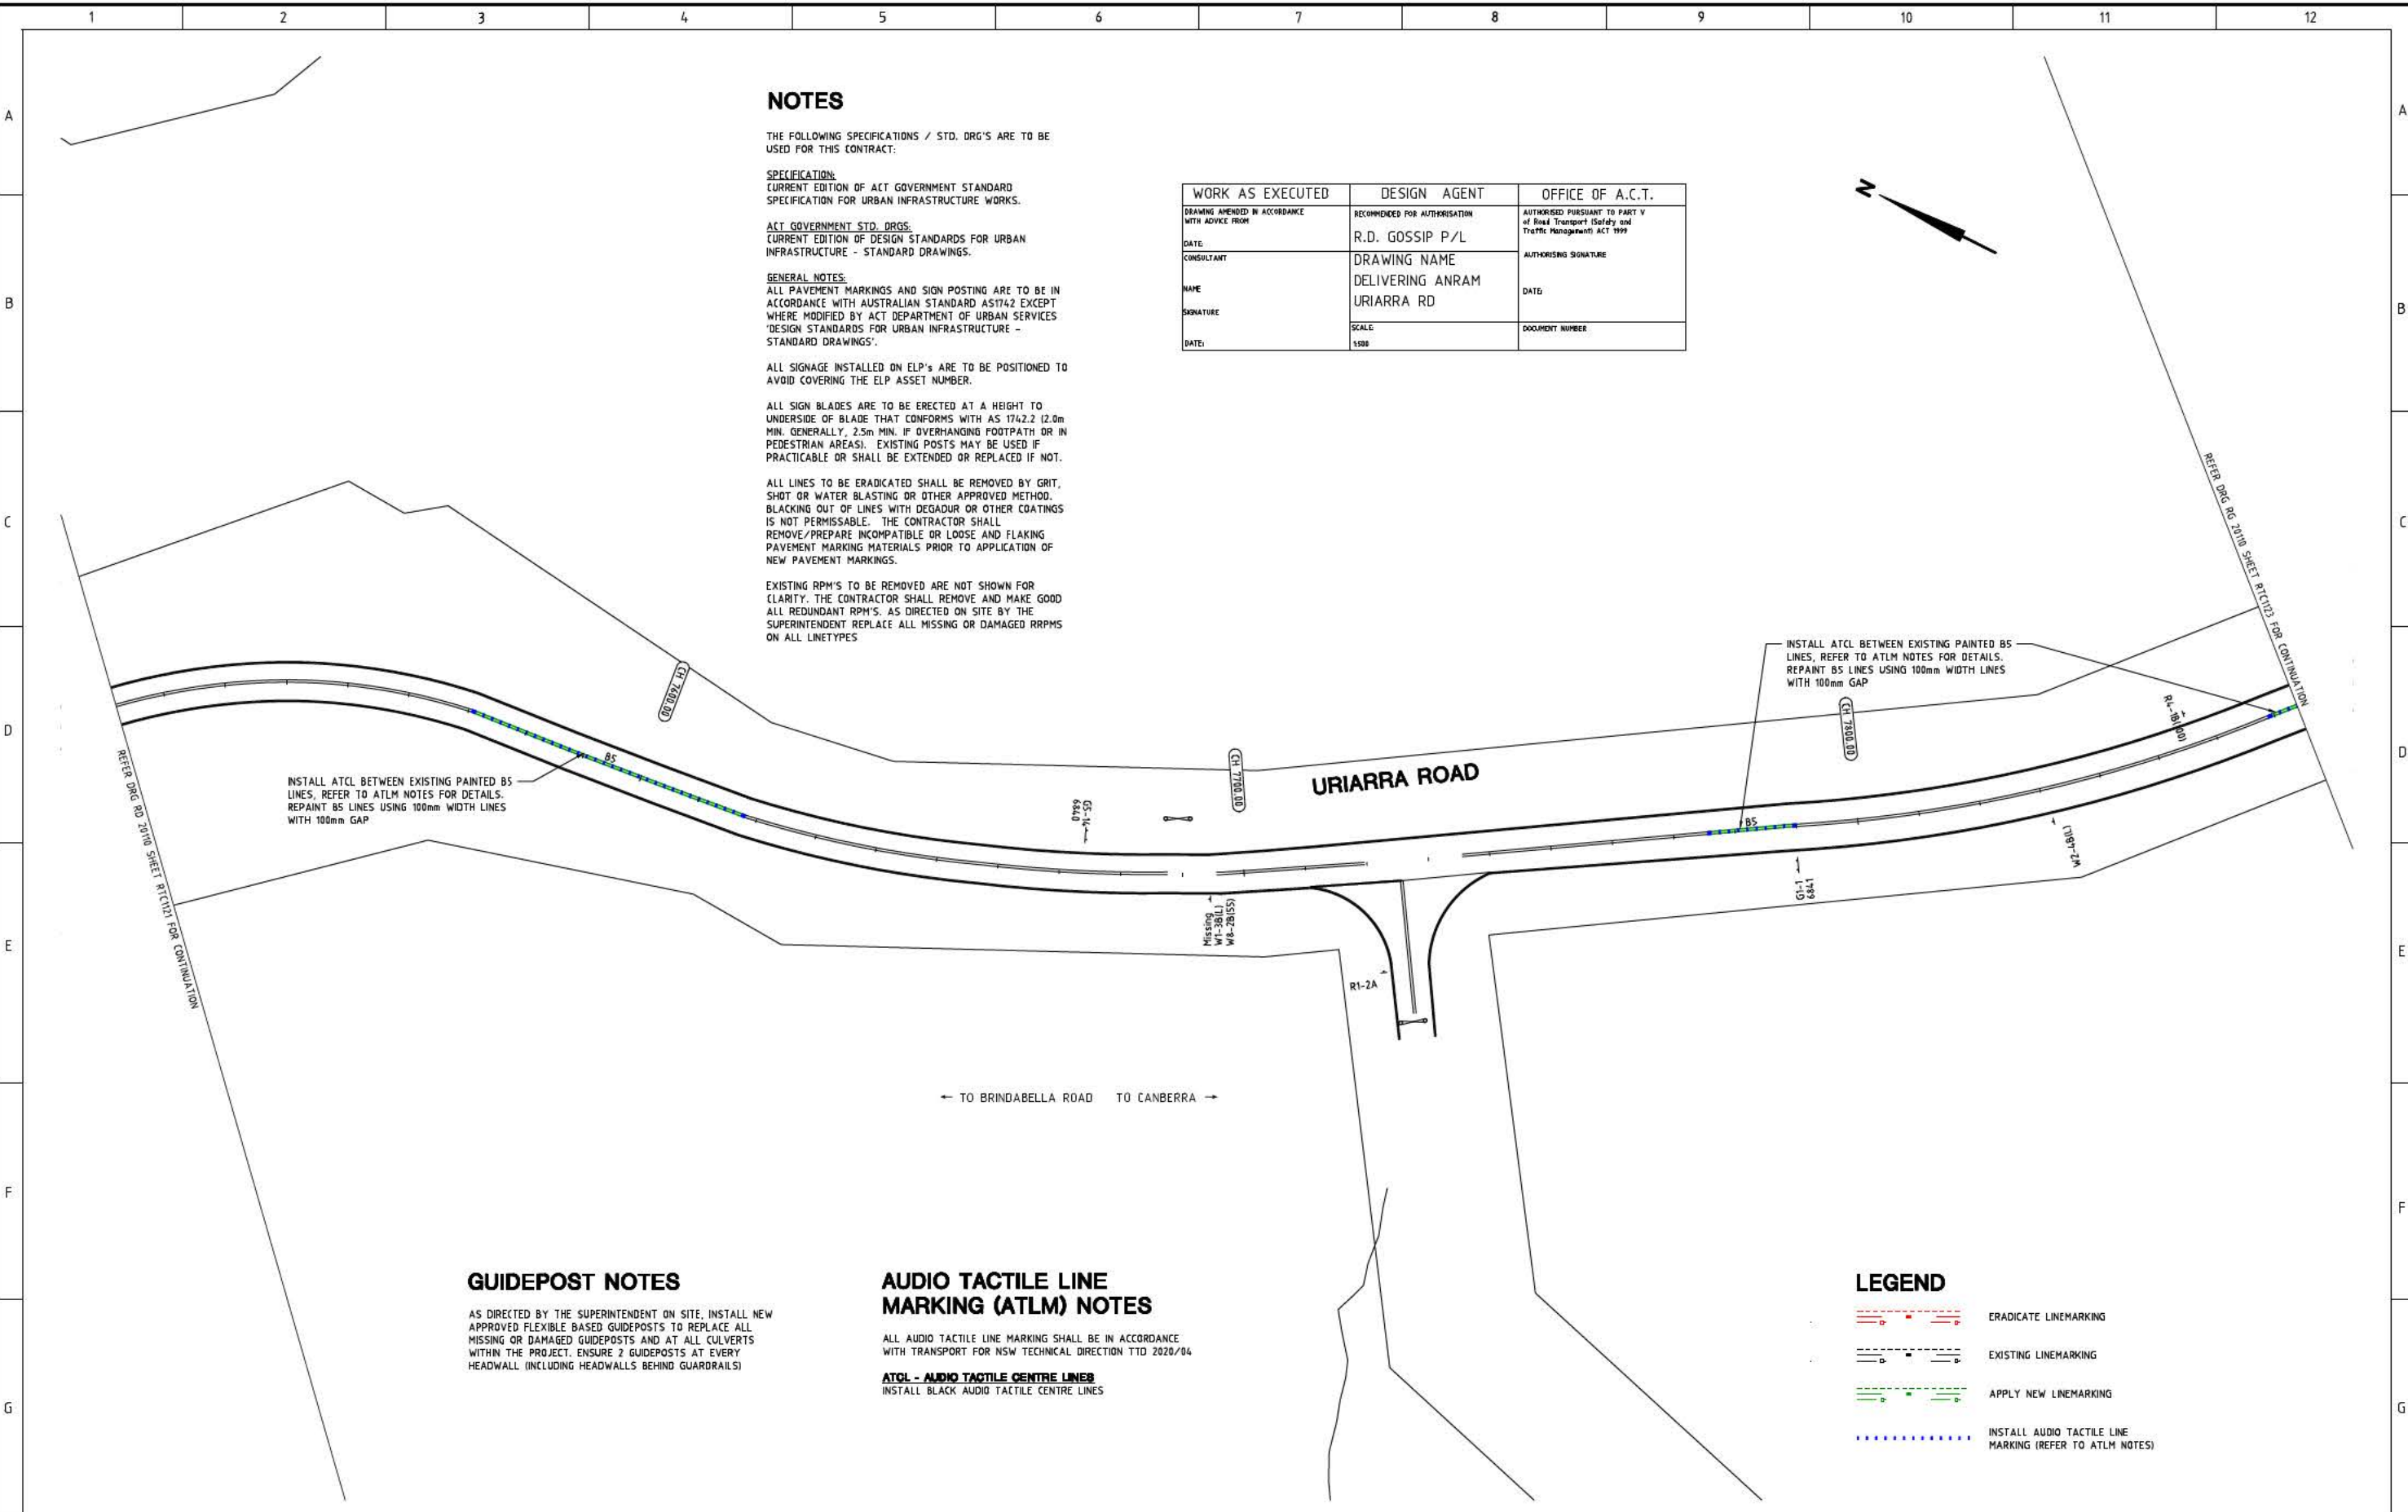 1 2 3 4 5 6 7 8 9 10 11 12
A
B
C
D
E
F
G
A
B
C
D
E
F
G
NOTES
THE FOLLOWING SPECIFICATIONS / STD. DRG'S ARE TO BE
USED FOR THIS CONTRACT:
SPECIFICATION:
CURRENT EDITION OF ACT GOVERNMENT STANDARD
SPECIFICATION FOR URBAN INFRASTRUCTURE WORKS.
ACT GOVERNMENT STD. DRGS:
CURRENT EDITION OF DESIGN STANDARDS FOR URBAN
INFRASTRUCTURE - STANDARD DRAWINGS.
GENERAL NOTES:
ALL PAVEMENT MARKINGS AND SIGN POSTING ARE TO BE IN
ACCORDANCE WITH AUSTRALIAN STANDARD AS1742 EXCEPT
WHERE MODIFIED BY ACT DEPARTMENT OF URBAN SERVICES
'DESIGN STANDARDS FOR URBAN INFRASTRUCTURE -
STANDARD DRAWINGS'.
ALL SIGNAGE INSTALLED ON ELP's ARE TO BE POSITIONED TO
AVOID COVERING THE ELP ASSET NUMBER.
ALL SIGN BLADES ARE TO BE ERECTED AT A HEIGHT TO
UNDERSIDE OF BLADE THAT CONFORMS WITH AS 1742.2 (2.0m
MIN. GENERALLY, 2.5m MIN. IF OVERHANGING FOOTPATH OR IN
PEDESTRIAN AREAS). EXISTING POSTS MAY BE USED IF
PRACTICABLE OR SHALL BE EXTENDED OR REPLACED IF NOT.
ALL LINES TO BE ERADICATED SHALL BE REMOVED BY GRIT,
SHOT OR WATER BLASTING OR OTHER APPROVED METHOD.
BLACKING OUT OF LINES WITH DEGADUR OR OTHER COATINGS
IS NOT PERMISSABLE. THE CONTRACTOR SHALL
REMOVE/PREPARE INCOMPATIBLE OR LOOSE AND FLAKING
PAVEMENT MARKING MATERIALS PRIOR TO APPLICATION OF
NEW PAVEMENT MARKINGS.
EXISTING RPM'S TO BE REMOVED ARE NOT SHOWN FOR
CLARITY. THE CONTRACTOR SHALL REMOVE AND MAKE GOOD
ALL REDUNDANT RPM'S. AS DIRECTED ON SITE BY THE
SUPERINTENDENT REPLACE ALL MISSING OR DAMAGED RRPMS
ON ALL LINETYPES
WORK AS EXECUTED
DRAWING AMENDED IN ACCORDANCE
WITH ADVICE FROM
DATE:
CONSULTANT
NAME
SIGNATURE
DATE:
DESIGN AGENT
RECOMMENDED FOR AUTHORISATION
R.D. GOSSIP P/L
DRAWING NAME
DELIVERING ANRAM
URIARRA RD
SCALE:
1:500
OFFICE OF A.C.T.
AUTHORISED PURSUANT TO PART V
of Road Transport (Safety and
Traffic Management) ACT 1999
AUTHORISING SIGNATURE
DATE:
DOCUMENT NUMBER
N
REFER DRG RD 20110 SHEET RTC1121 FOR CONTINUATION
INSTALL ATCL BETWEEN EXISTING PAINTED B5
LINES, REFER TO ATLM NOTES FOR DETAILS.
REPAINT B5 LINES USING 100mm WIDTH LINES
WITH 100mm GAP
B5
CH 7600.00
G5-14
6840
CH 7700.00
URIARRA ROAD
Missing
W1-3B(L)
W8-2B(55)
R1-2A
INSTALL ATCL BETWEEN EXISTING PAINTED B5
LINES, REFER TO ATLM NOTES FOR DETAILS.
REPAINT B5 LINES USING 100mm WIDTH LINES
WITH 100mm GAP
B5
CH 7800.00
G1-1
6841
W2-4B(L)
R4-1B(100)
REFER DRG RG 20110 SHEET RTC1123 FOR CONTINUATION
← TO BRINDABELLA ROAD TO CANBERRA →
GUIDEPOST NOTES
AS DIRECTED BY THE SUPERINTENDENT ON SITE, INSTALL NEW
APPROVED FLEXIBLE BASED GUIDEPOSTS TO REPLACE ALL
MISSING OR DAMAGED GUIDEPOSTS AND AT ALL CULVERTS
WITHIN THE PROJECT. ENSURE 2 GUIDEPOSTS AT EVERY
HEADWALL (INCLUDING HEADWALLS BEHIND GUARDRAILS)
AUDIO TACTILE LINE
MARKING (ATLM) NOTES
ALL AUDIO TACTILE LINE MARKING SHALL BE IN ACCORDANCE
WITH TRANSPORT FOR NSW TECHNICAL DIRECTION TTD 2020/04
ATCL - AUDIO TACTILE CENTRE LINES
INSTALL BLACK AUDIO TACTILE CENTRE LINES
LEGEND
ERADICATE LINEMARKING
EXISTING LINEMARKING
APPLY NEW LINEMARKING
INSTALL AUDIO TACTILE LINE
MARKING (REFER TO ATLM NOTES)